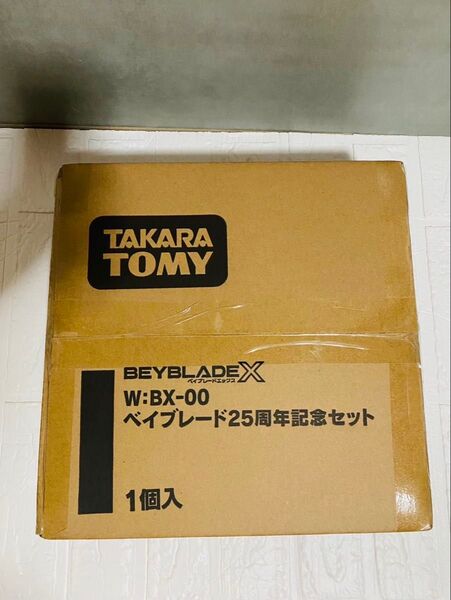 TAKARA
TOMY
BEYBLADE X
ベイブレードエックス
W:BX-00
ベイブレード25周年記念セット
1個入